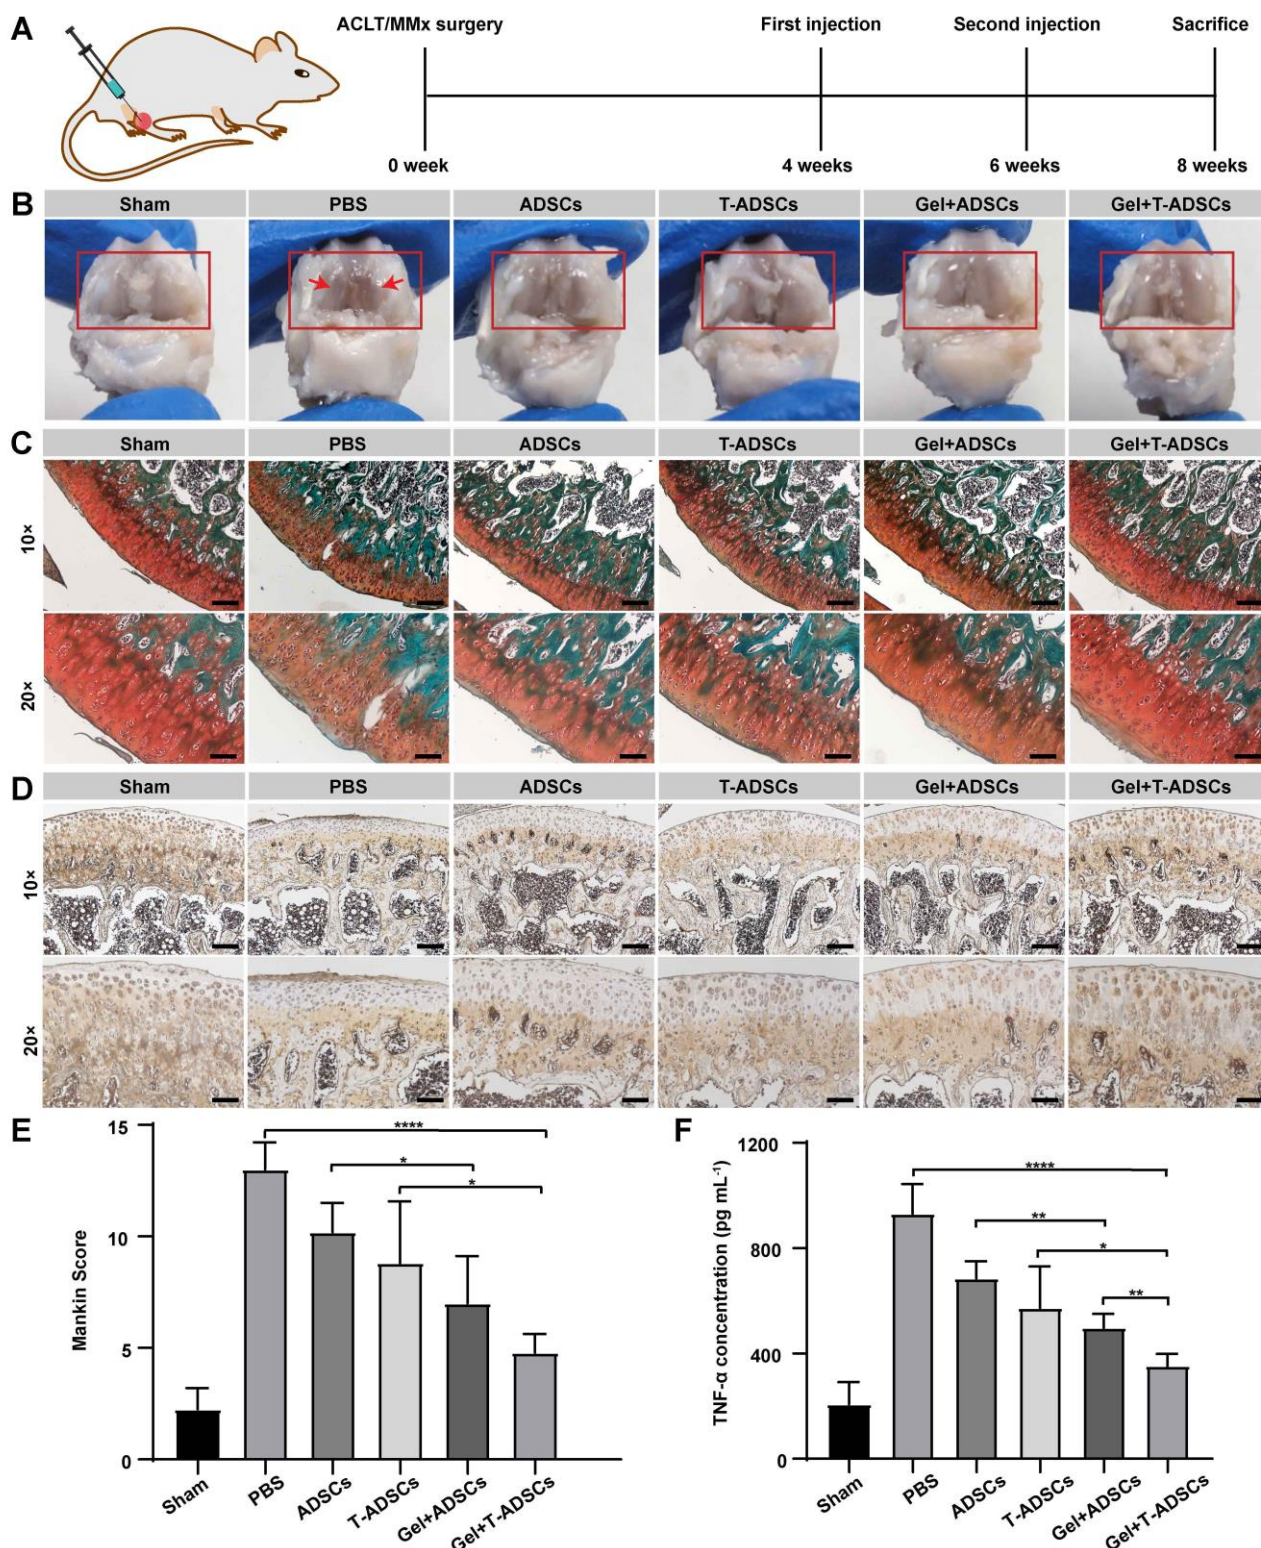 A
ACLT/MMx surgery First injection Second injection Sacrifice
0 week 4 weeks 6 weeks 8 weeks
B
Sham PBS ADSCs T-ADSCs Gel+ADSCs Gel+T-ADSCs
C
Sham PBS ADSCs T-ADSCs Gel+ADSCs Gel+T-ADSCs
10×
20×
D
Sham PBS ADSCs T-ADSCs Gel+ADSCs Gel+T-ADSCs
10×
20×
E
Mankin Score
15
10
5
0
****
*
*
Sham PBS ADSCs T-ADSCs Gel+ADSCs Gel+T-ADSCs
F
TNF-α concentration (pg mL⁻¹)
1200
800
400
0
****
**
*
**
Sham PBS ADSCs T-ADSCs Gel+ADSCs Gel+T-ADSCs